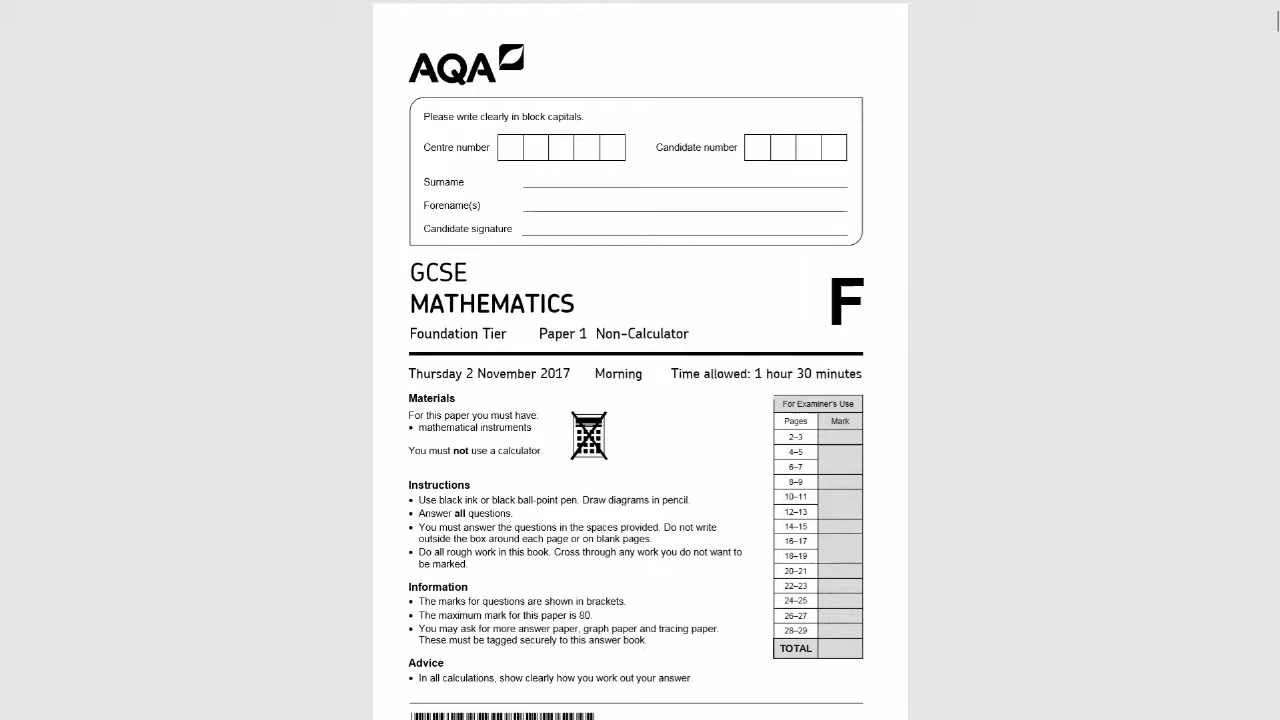 AQA
Please write clearly in block capitals.
Centre number Candidate number
Surname
Forename(s)
Candidate signature
GCSE
MATHEMATICS
F
Foundation Tier Paper 1 Non-Calculator
Thursday 2 November 2017 Morning Time allowed: 1 hour 30 minutes
Materials
For this paper you must have:
• mathematical instruments
You must not use a calculator.
Instructions
• Use black ink or black ball-point pen. Draw diagrams in pencil.
• Answer all questions.
• You must answer the questions in the spaces provided. Do not write
outside the box around each page or on blank pages.
• Do all rough work in this book. Cross through any work you do not want to
be marked.
Information
• The marks for questions are shown in brackets.
• The maximum mark for this paper is 80.
• You may ask for more answer paper, graph paper and tracing paper.
These must be tagged securely to this answer book.
Advice
• In all calculations, show clearly how you work out your answer.
For Examiner's Use
Pages Mark
2–3
4–5
6–7
8–9
10–11
12–13
14–15
16–17
18–19
20–21
22–23
24–25
26–27
28–29
TOTAL